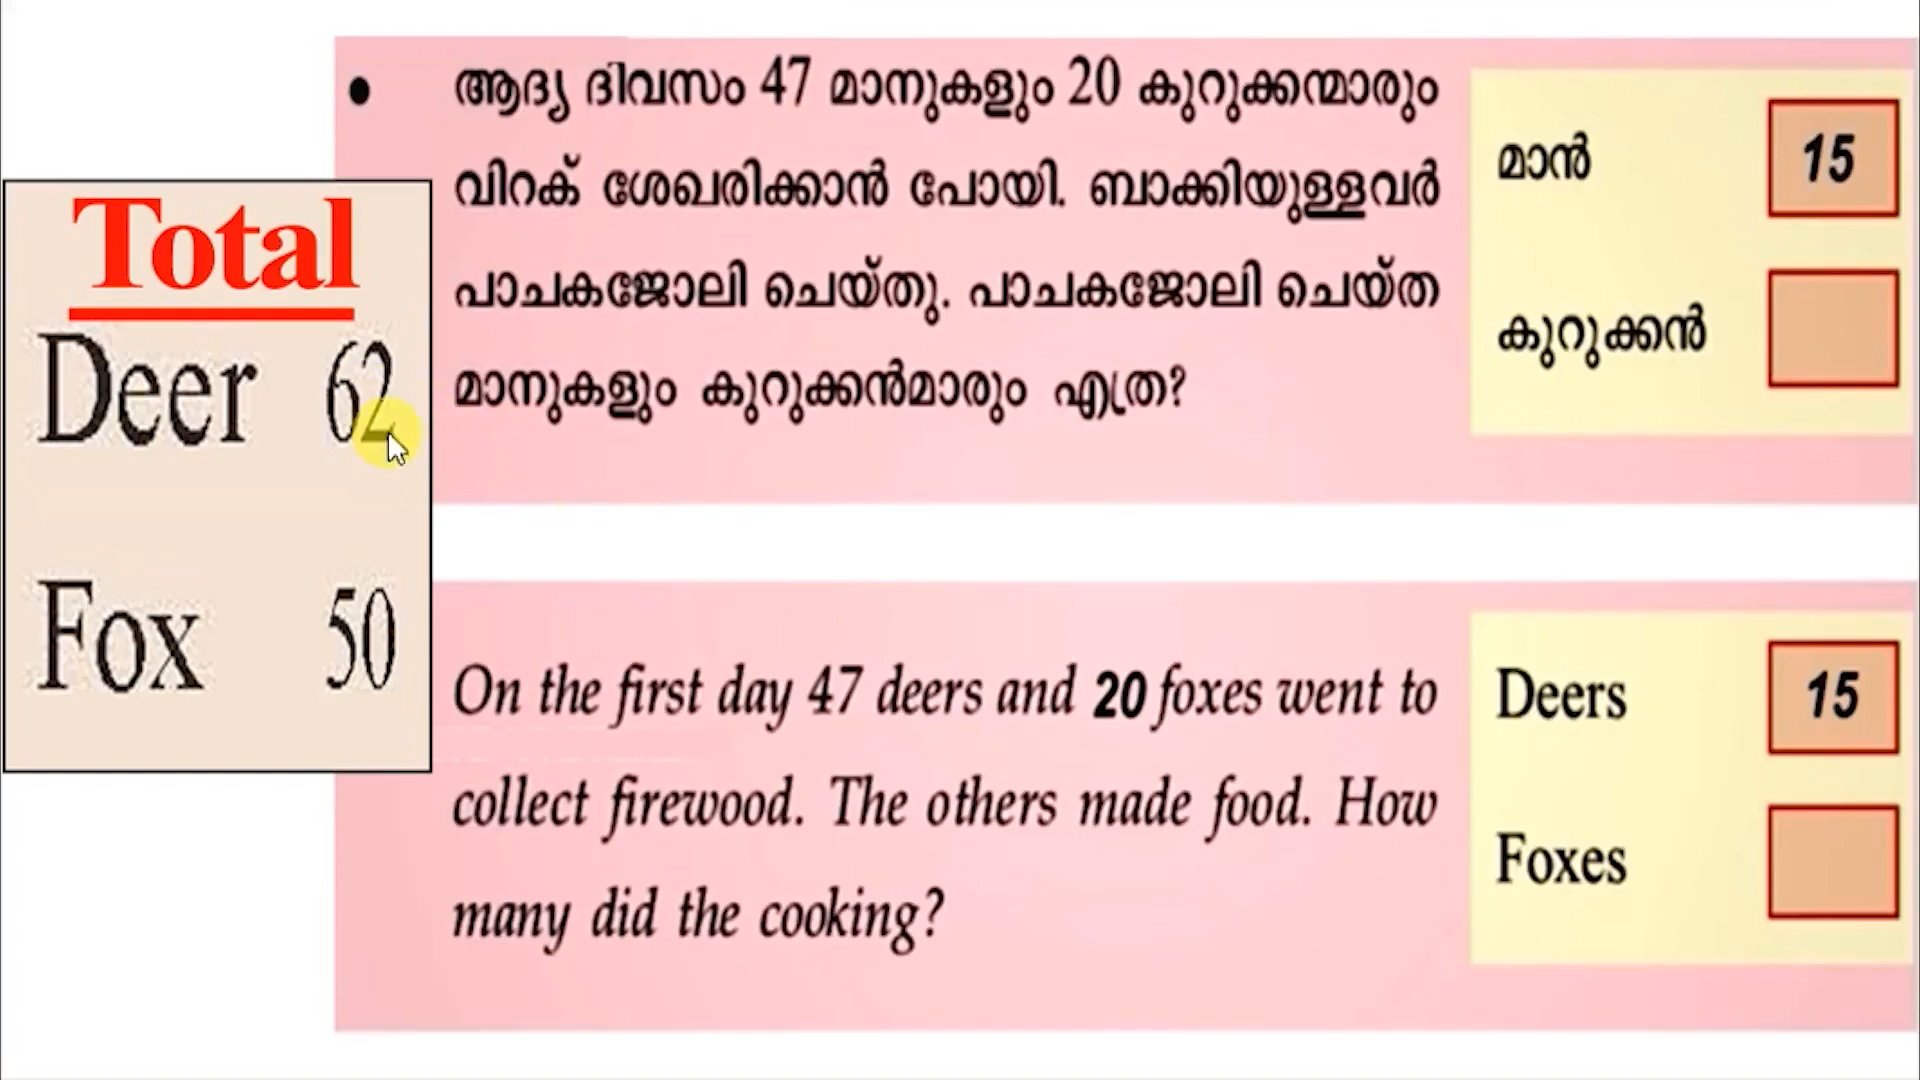 Total
Deer 62
Fox 50
● ആദ്യ ദിവസം 47 മാനുകളും 20 കുറുക്കന്മാരും
വിറക് ശേഖരിക്കാൻ പോയി. ബാക്കിയുള്ളവർ
പാചകജോലി ചെയ്തു. പാചകജോലി ചെയ്ത
മാനുകളും കുറുക്കൻമാരും എത്ര?
മാൻ 15
കുറുക്കൻ
On the first day 47 deers and 20 foxes went to
collect firewood. The others made food. How
many did the cooking?
Deers 15
Foxes